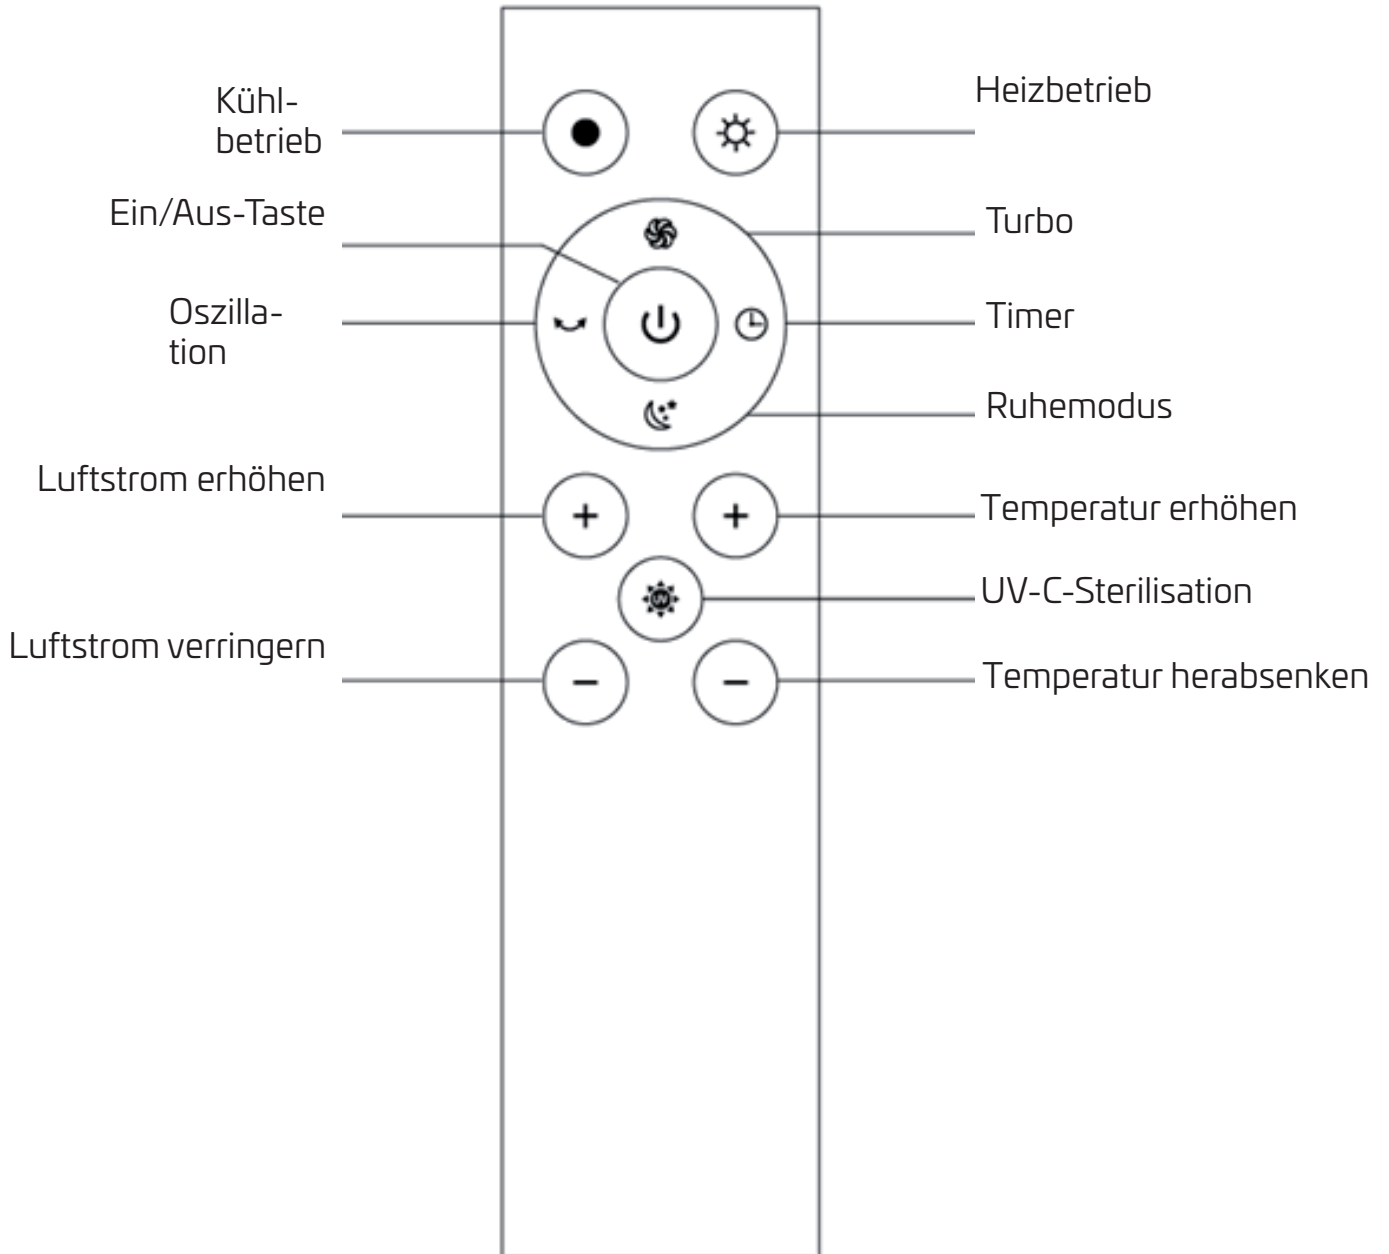 Kühl-
betrieb
Heizbetrieb
Ein/Aus-Taste
Turbo
Oszilla-
tion
Timer
Ruhemodus
Luftstrom erhöhen
Temperatur erhöhen
UV
UV-C-Sterilisation
Luftstrom verringern
Temperatur herabsenken